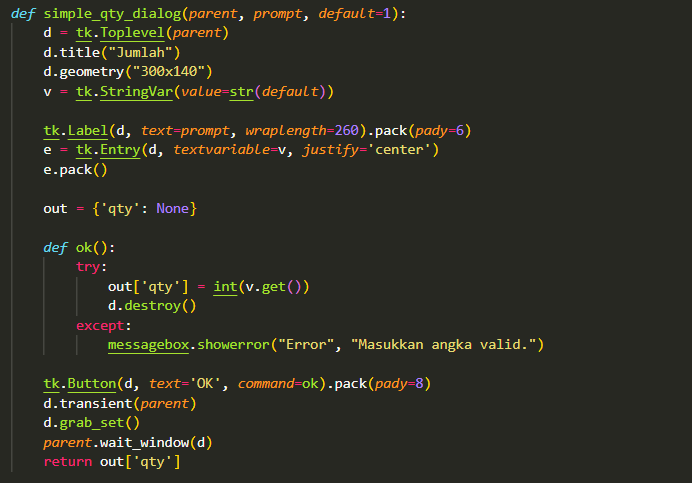 def simple_qty_dialog(parent, prompt, default=1):
    d = tk.Toplevel(parent)
    d.title("Jumlah")
    d.geometry("300x140")
    v = tk.StringVar(value=str(default))

    tk.Label(d, text=prompt, wraplength=260).pack(pady=6)
    e = tk.Entry(d, textvariable=v, justify='center')
    e.pack()

    out = {'qty': None}

    def ok():
        try:
            out['qty'] = int(v.get())
            d.destroy()
        except:
            messagebox.showerror("Error", "Masukkan angka valid.")

    tk.Button(d, text='OK', command=ok).pack(pady=8)
    d.transient(parent)
    d.grab_set()
    parent.wait_window(d)
    return out['qty']